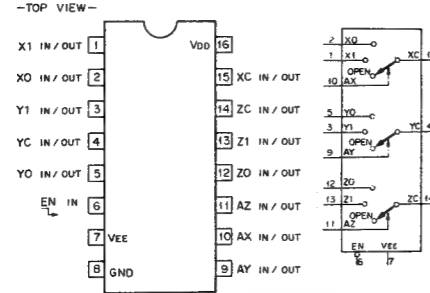 -TOP VIEW-
X1 IN/OUT 1
X0 IN/OUT 2
Y1 IN/OUT 3
YC IN/OUT 4
Y0 IN/OUT 5
EN IN 6
7 VEE
8 GND
VDD 16
15 XC IN/OUT
14 ZC IN/OUT
13 Z1 IN/OUT
12 Z0 IN/OUT
11 AZ IN/OUT
10 AX IN/OUT
9 AY IN/OUT
2 X0
1 X1 XC
OPEN
10 AX
5 Y0
3 Y1 YC 4
OPEN
9 AY
12 Z0
13 Z1 ZC
OPEN
11 AZ
EN VEE
7